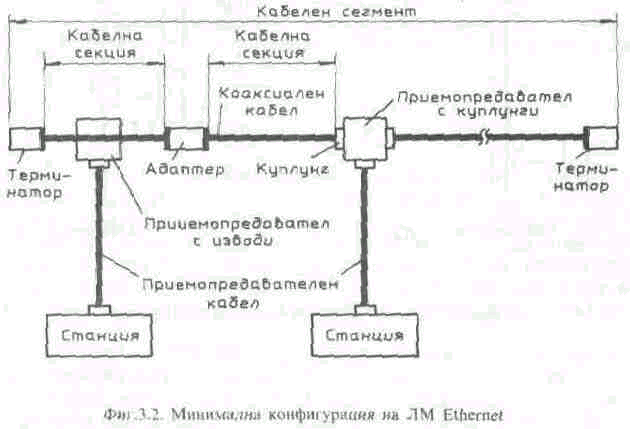 Кабелен сегмент
Кабелна
секция
Кабелна
секция
Коаксиален
кабел
Приемопредавател
с куплунги
Терми-
натор
Адаптер
Куплунг
Терми-
натор
Приiемопредавател
с изводи
Приемопредавателен
кабел
Станция
Станция
Фиг.3.2. Минимална конфигурация на ЛМ Ethernet